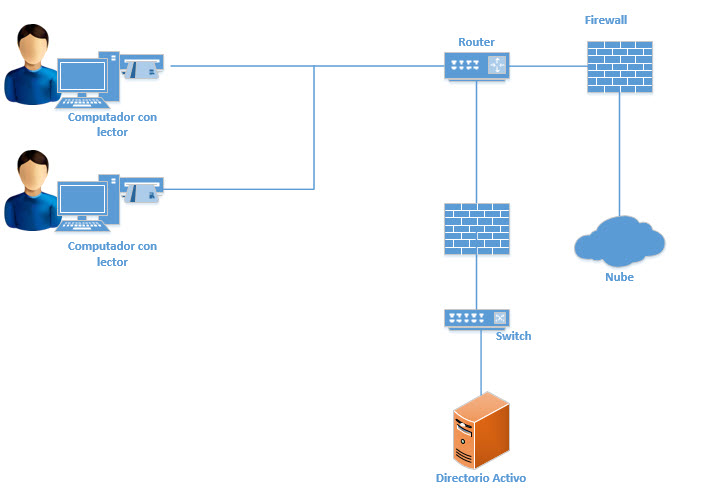 Firewall
Router
Computador con
lector
Computador con
lector
Nube
Switch
Directorio Activo